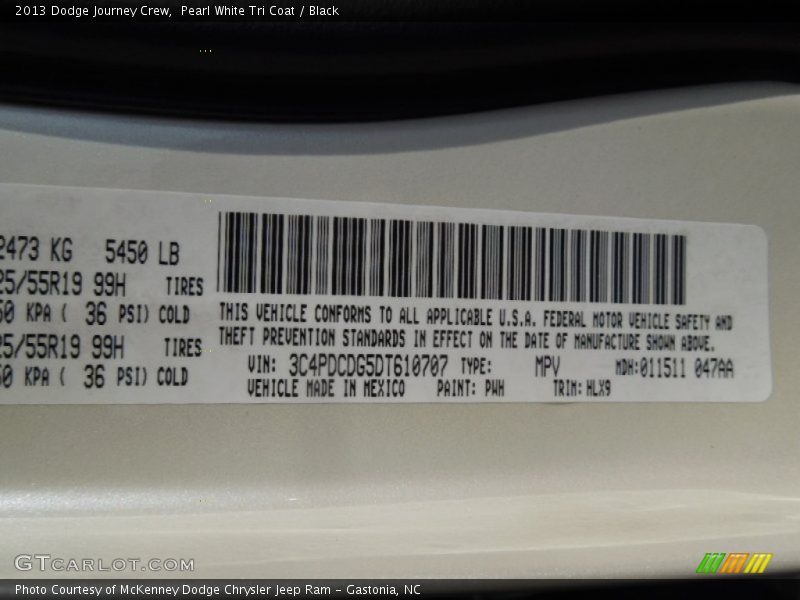 2013 Dodge Journey Crew, Pearl White Tri Coat / Black
2473 KG 5450 LB
25/55R19 99H TIRES
50 KPA ( 36 PSI) COLD
25/55R19 99H TIRES
50 KPA ( 36 PSI) COLD
THIS VEHICLE CONFORMS TO ALL APPLICABLE U.S.A. FEDERAL MOTOR VEHICLE SAFETY AND
THEFT PREVENTION STANDARDS IN EFFECT ON THE DATE OF MANUFACTURE SHOWN ABOVE.
VIN: 3C4PDCDG5DT610707 TYPE: MPV MDH:011511 047AA
VEHICLE MADE IN MEXICO PAINT: PWH TRIM: HLX9
GTCARLOT.COM
Photo Courtesy of McKenney Dodge Chrysler Jeep Ram – Gastonia, NC